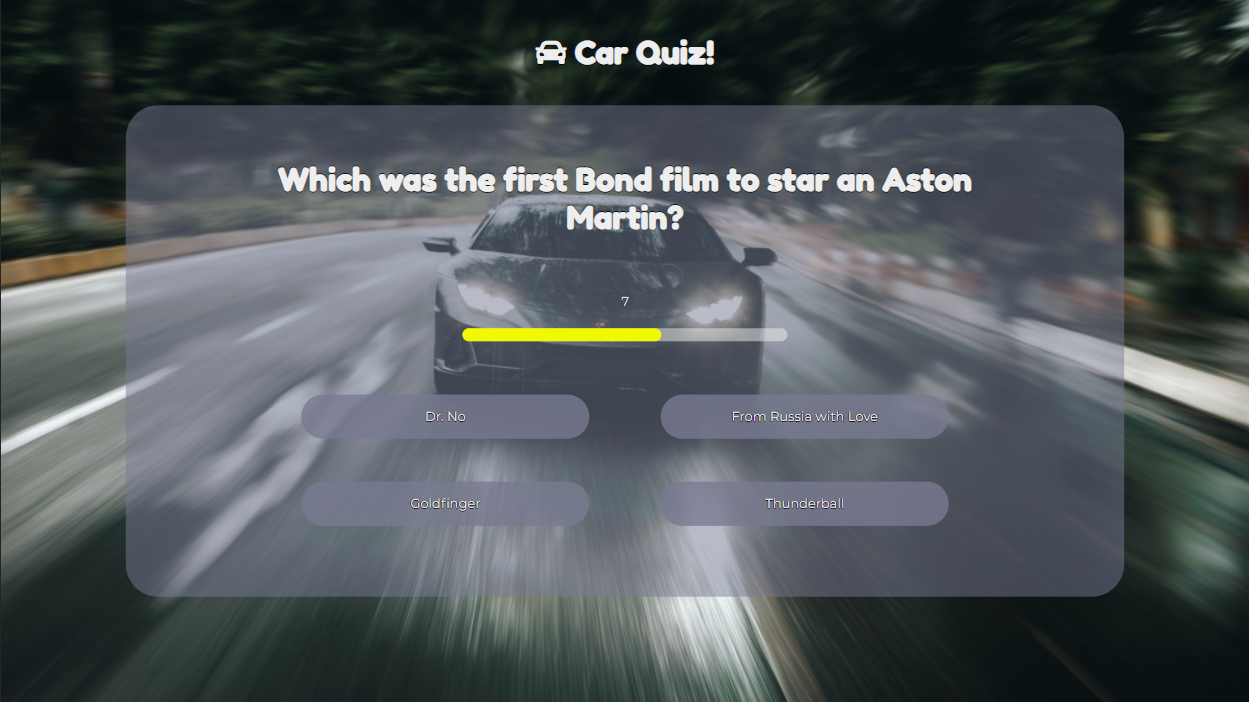 Car Quiz!
Which was the first Bond film to star an Aston
Martin?
7
Dr. No
From Russia with Love
Goldfinger
Thunderball